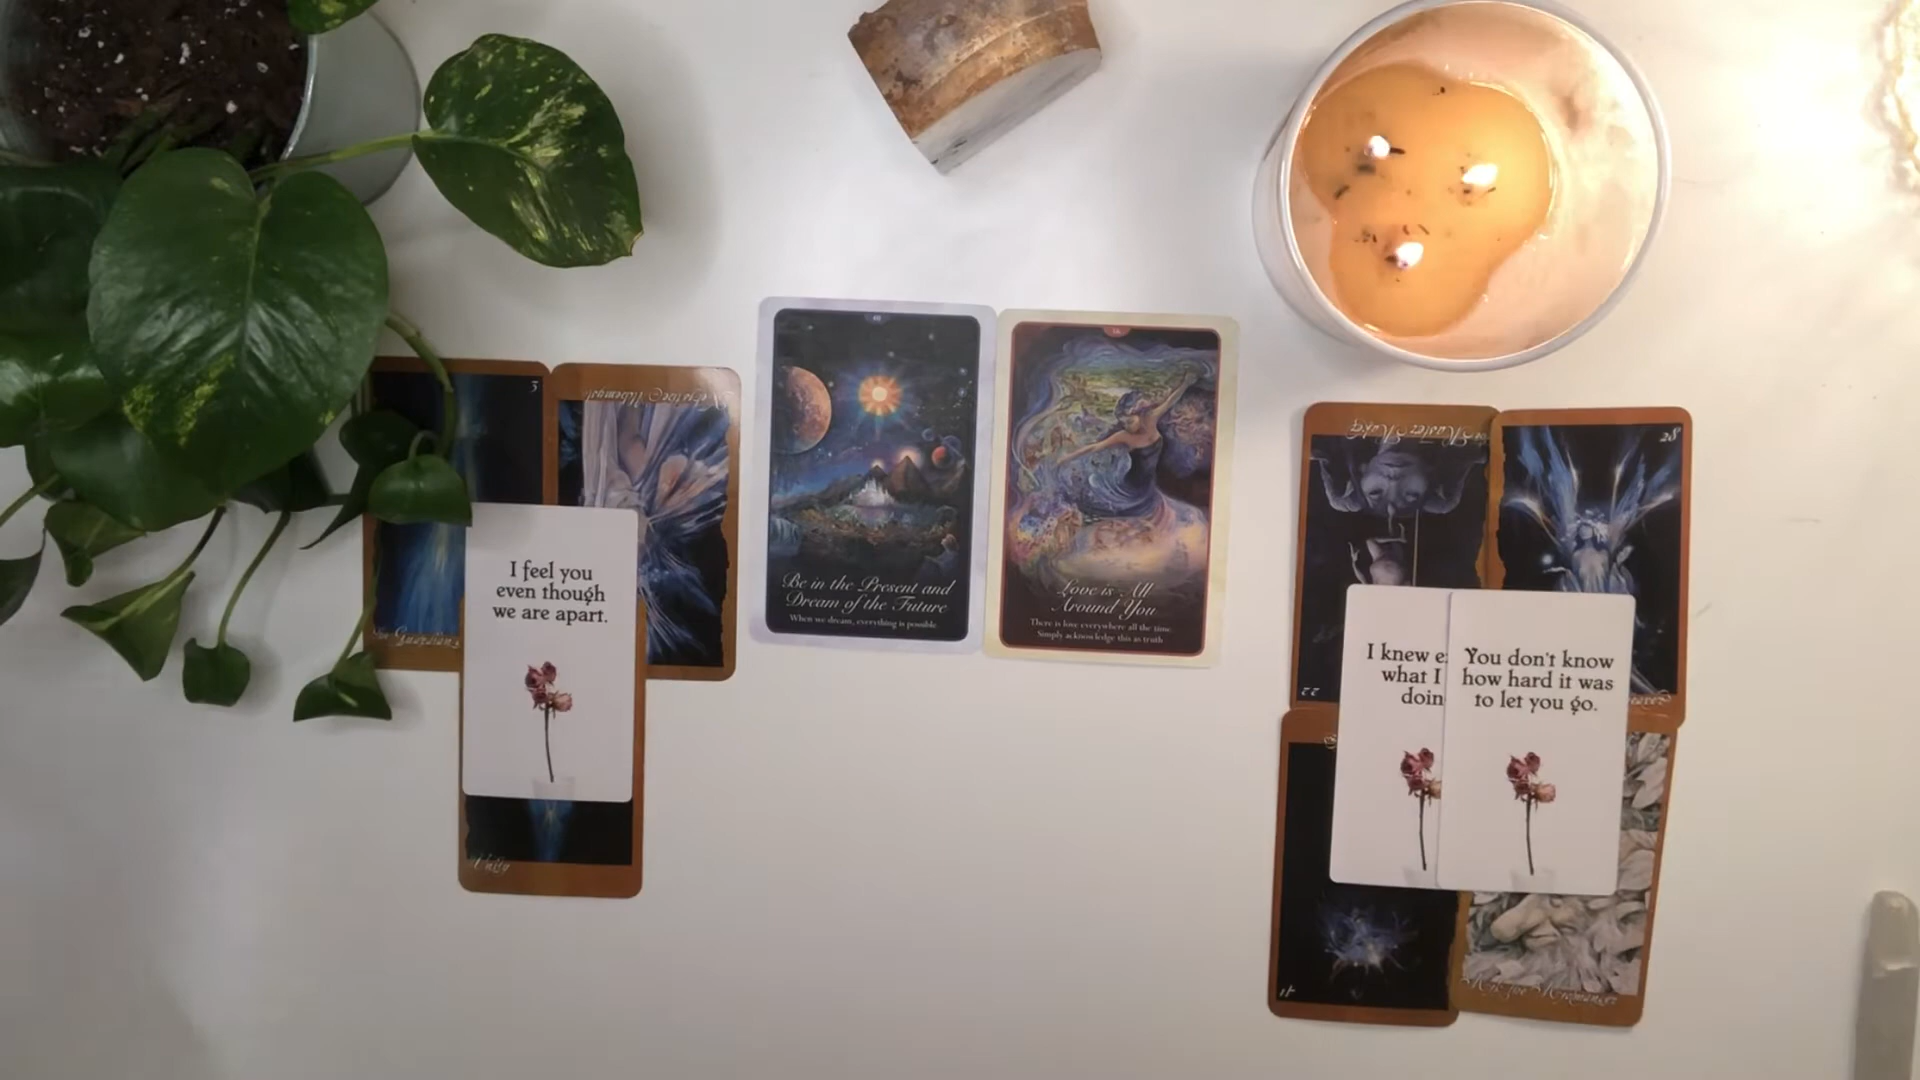 3
I feel you
even though
we are apart.
Unity
Be in the Present and
Dream of the Future
When we dream, everything is possible.
Love is All
Around You
There is love everywhere all the time.
Simply acknowledge this as truth
Master Maker
28
22
I knew
what I
You don't know
how hard it was
to let you go.